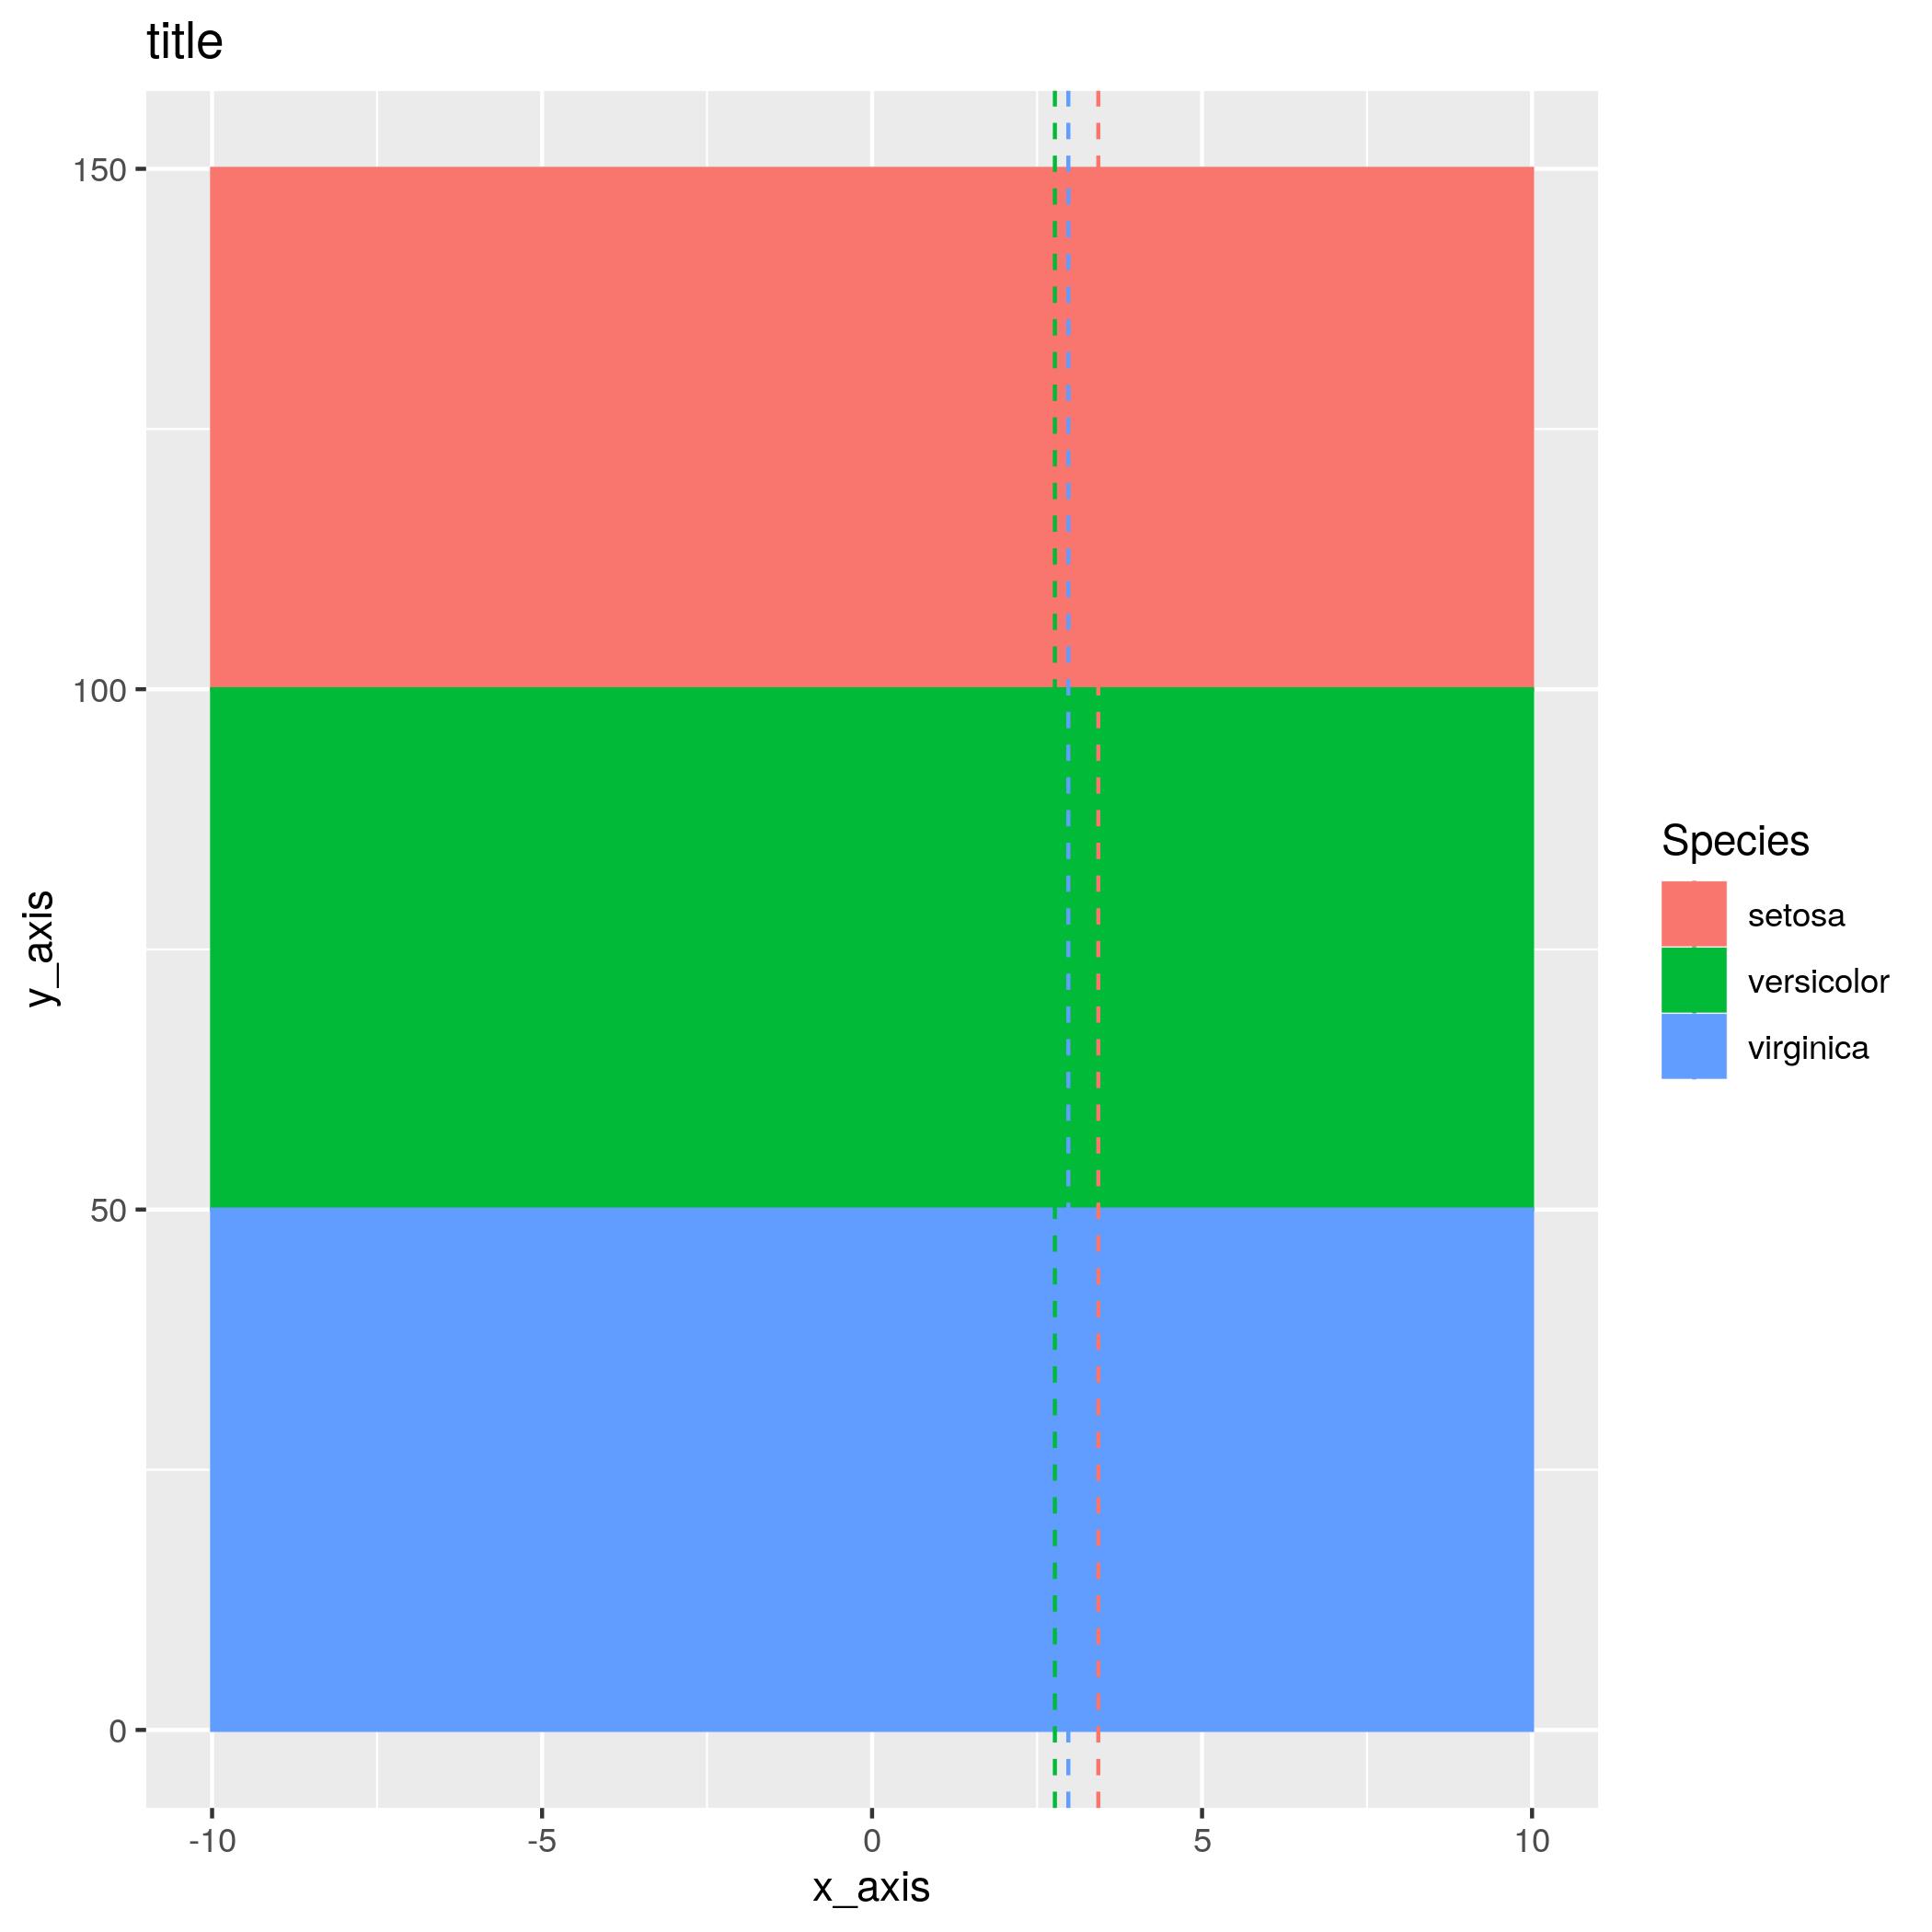 title
y_axis
150
100
50
0
-10 -5 0 5 10
x_axis
Species
setosa
versicolor
virginica